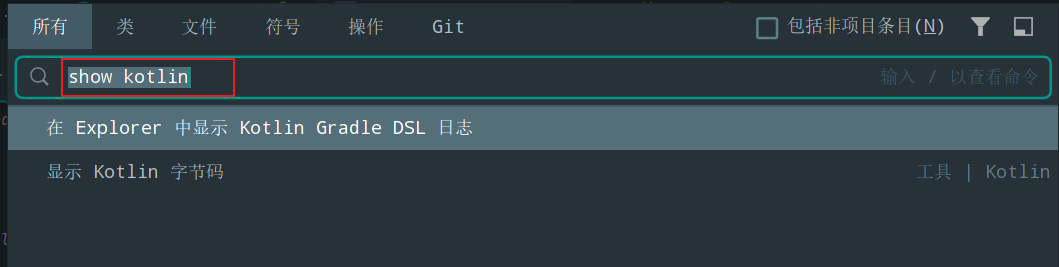 所有 类 文件 符号 操作 Git 包括非项目条目(N)
show kotlin 输入 / 以查看命令
在 Explorer 中显示 Kotlin Gradle DSL 日志
显示 Kotlin 字节码 工具 | Kotlin